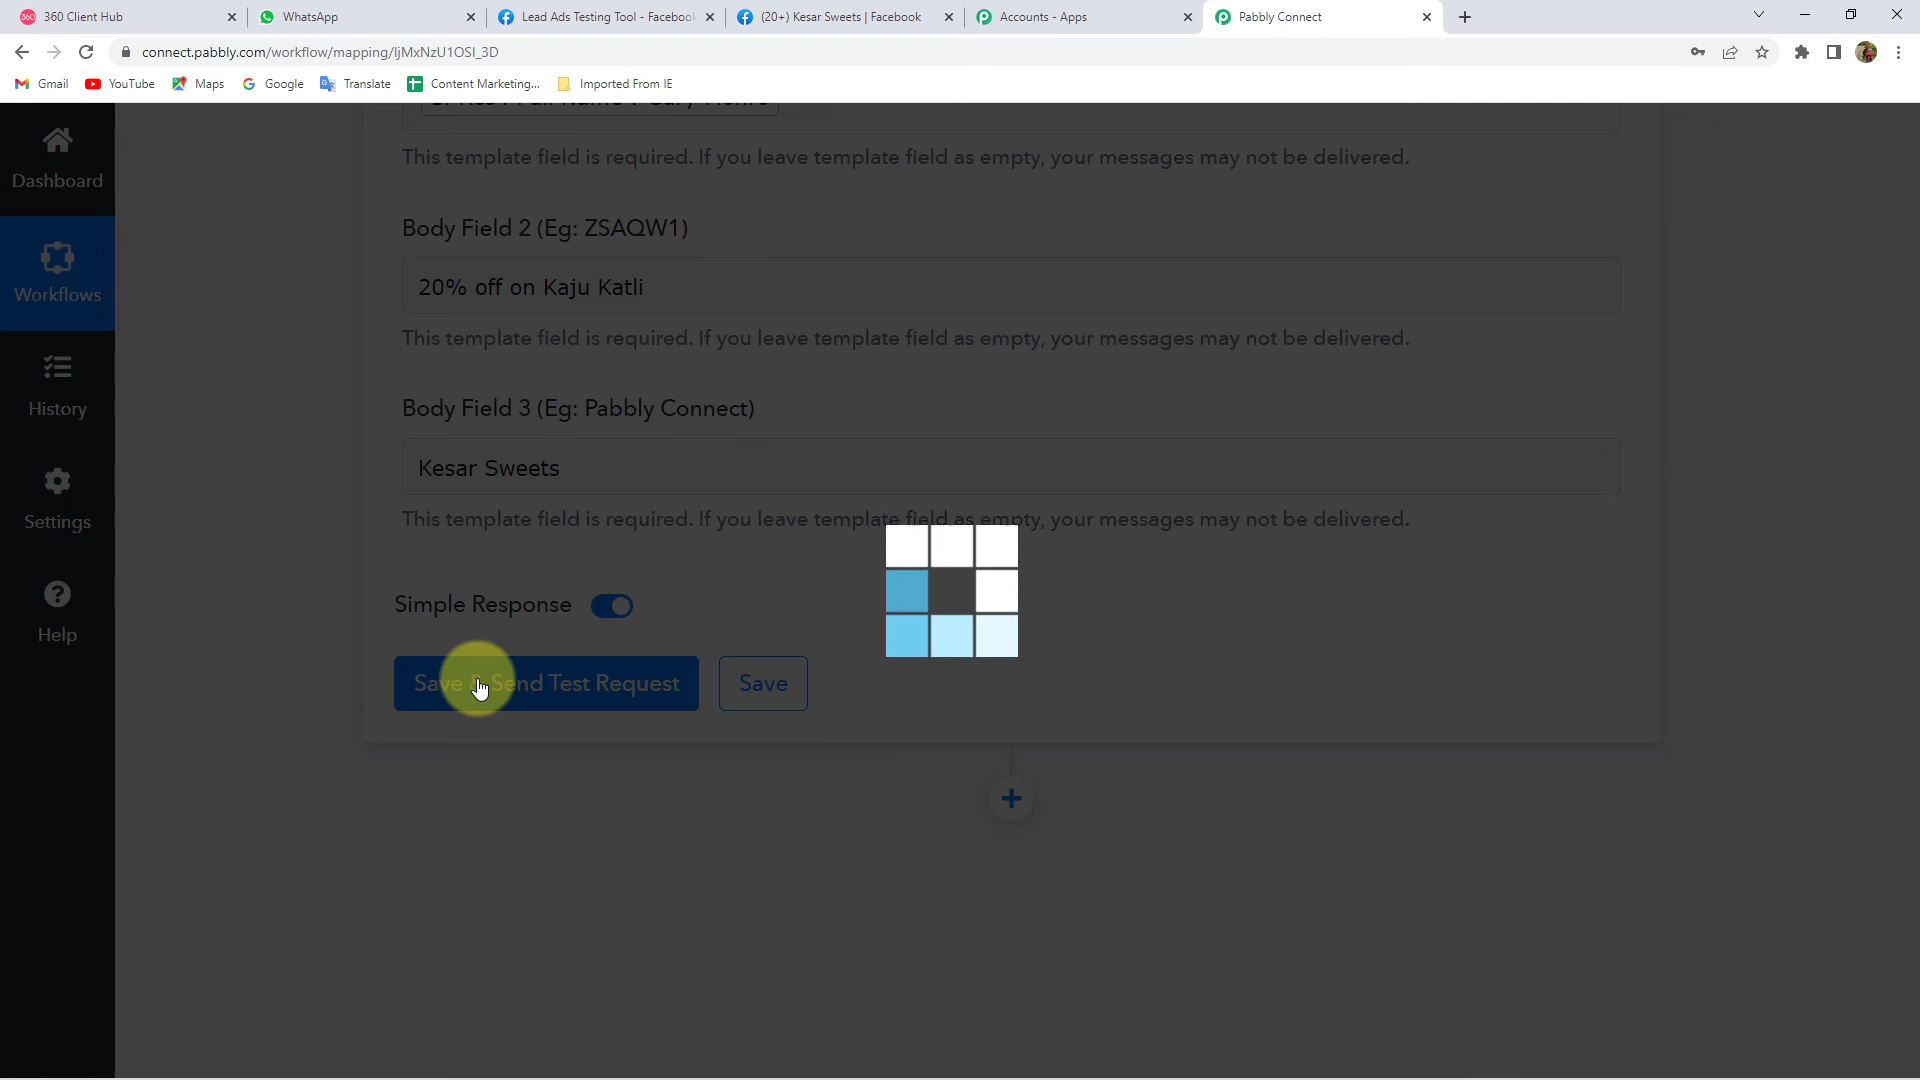 360 Client Hub
WhatsApp
Lead Ads Testing Tool - Facebook
(20+) Kesar Sweets | Facebook
Accounts - Apps
Pabbly Connect
connect.pabbly.com/workflow/mapping/IjMxNzU1OSI_3D
Gmail
YouTube
Maps
Google
Translate
Content Marketing...
Imported From IE
Dashboard
Workflows
History
Settings
Help
This template field is required. If you leave template field as empty, your messages may not be delivered.
Body Field 2 (Eg: ZSAQW1)
20% off on Kaju Katli
This template field is required. If you leave template field as empty, your messages may not be delivered.
Body Field 3 (Eg: Pabbly Connect)
Kesar Sweets
This template field is required. If you leave template field as empty, your messages may not be delivered.
Simple Response
Save & Send Test Request
Save